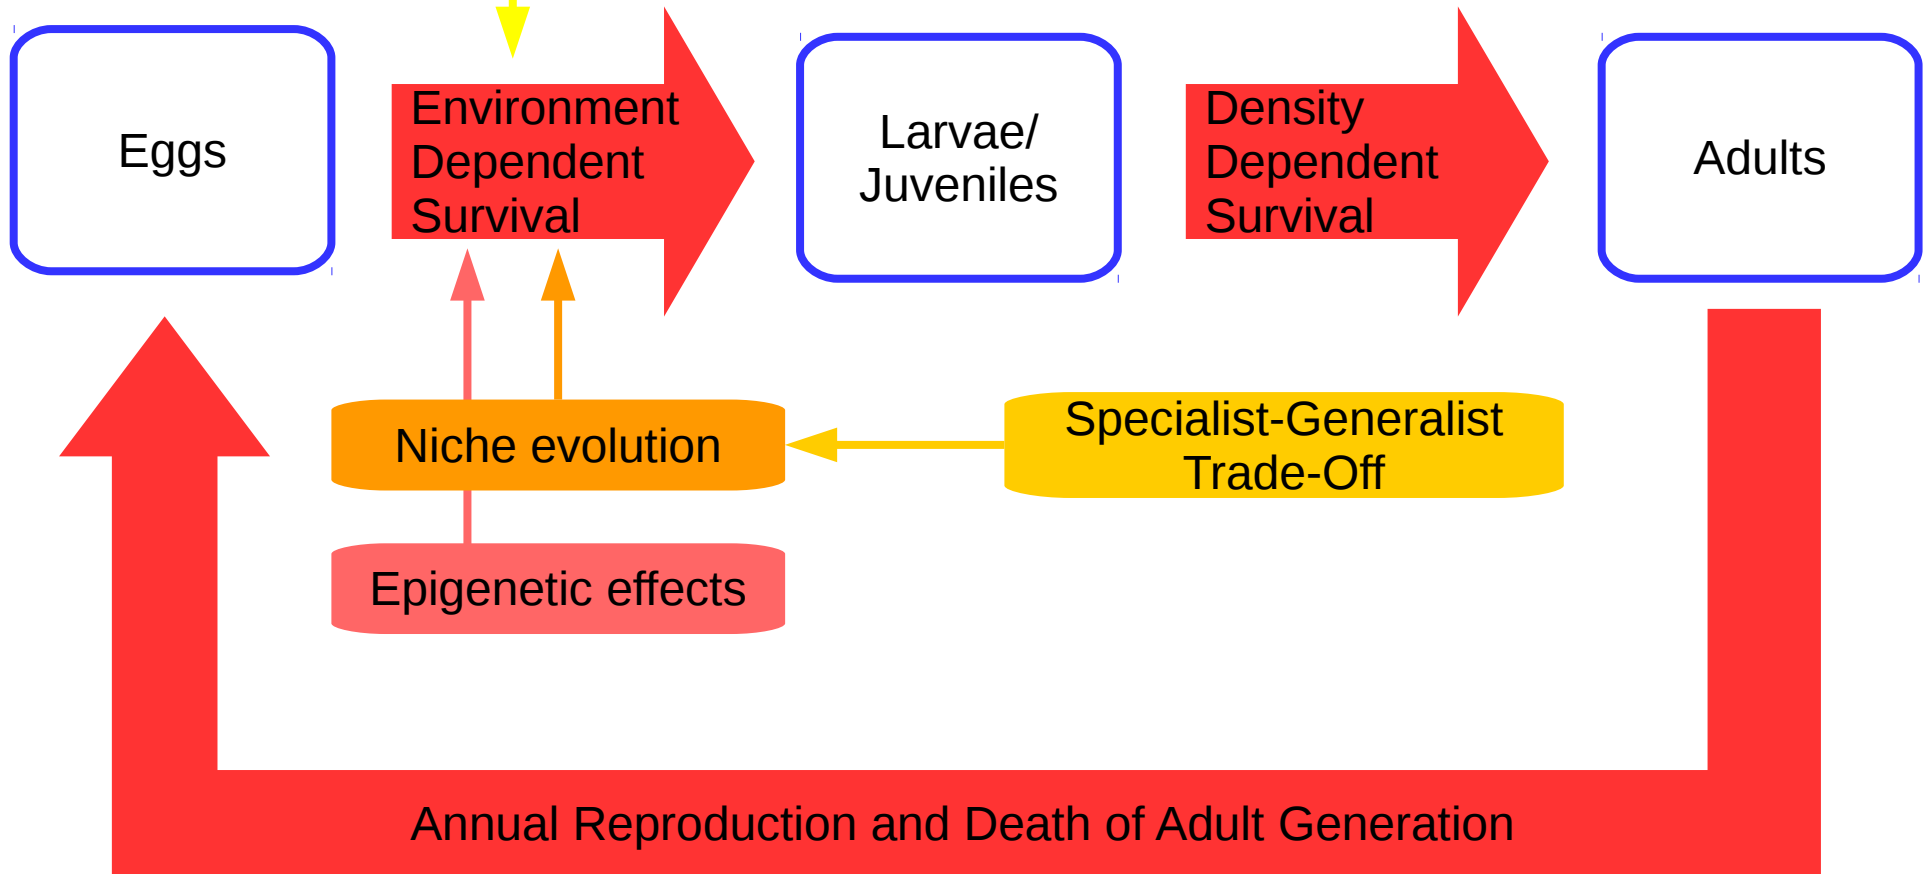 Eggs
Environment
Dependent
Survival
Larvae/
Juveniles
Density
Dependent
Survival
Adults
Niche evolution
Specialist-Generalist
Trade-Off
Epigenetic effects
Annual Reproduction and Death of Adult Generation